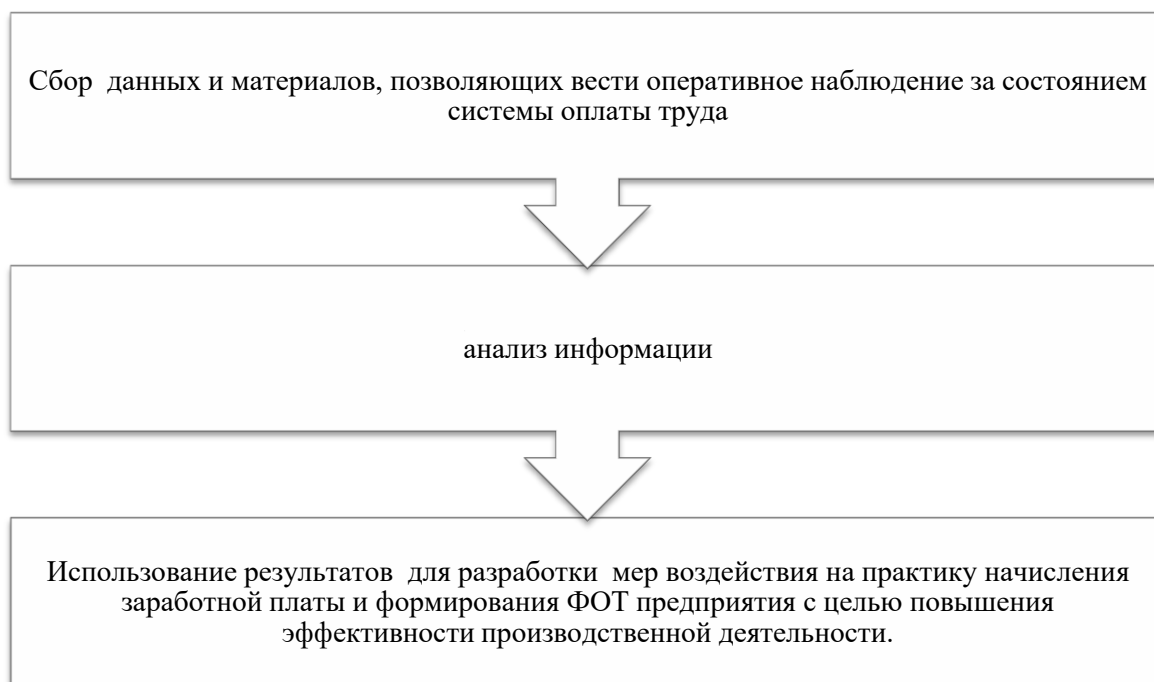 Сбор  данных и материалов, позволяющих вести оперативное наблюдение за состоянием
системы оплаты труда
анализ информации
Использование результатов  для разработки  мер воздействия на практику начисления
заработной платы и формирования ФОТ предприятия с целью повышения
эффективности производственной деятельности.